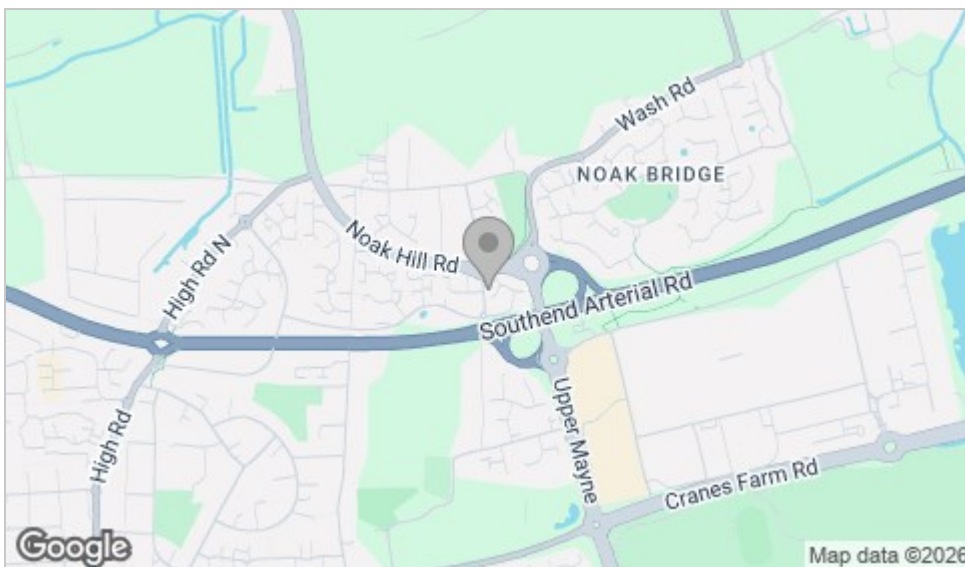 Wash Rd
NOAK BRIDGE
Noak Hill Rd
High Rd N
Southend Arterial Rd
High Rd
Upper Mayne
Cranes Farm Rd
Google
Map data ©2026